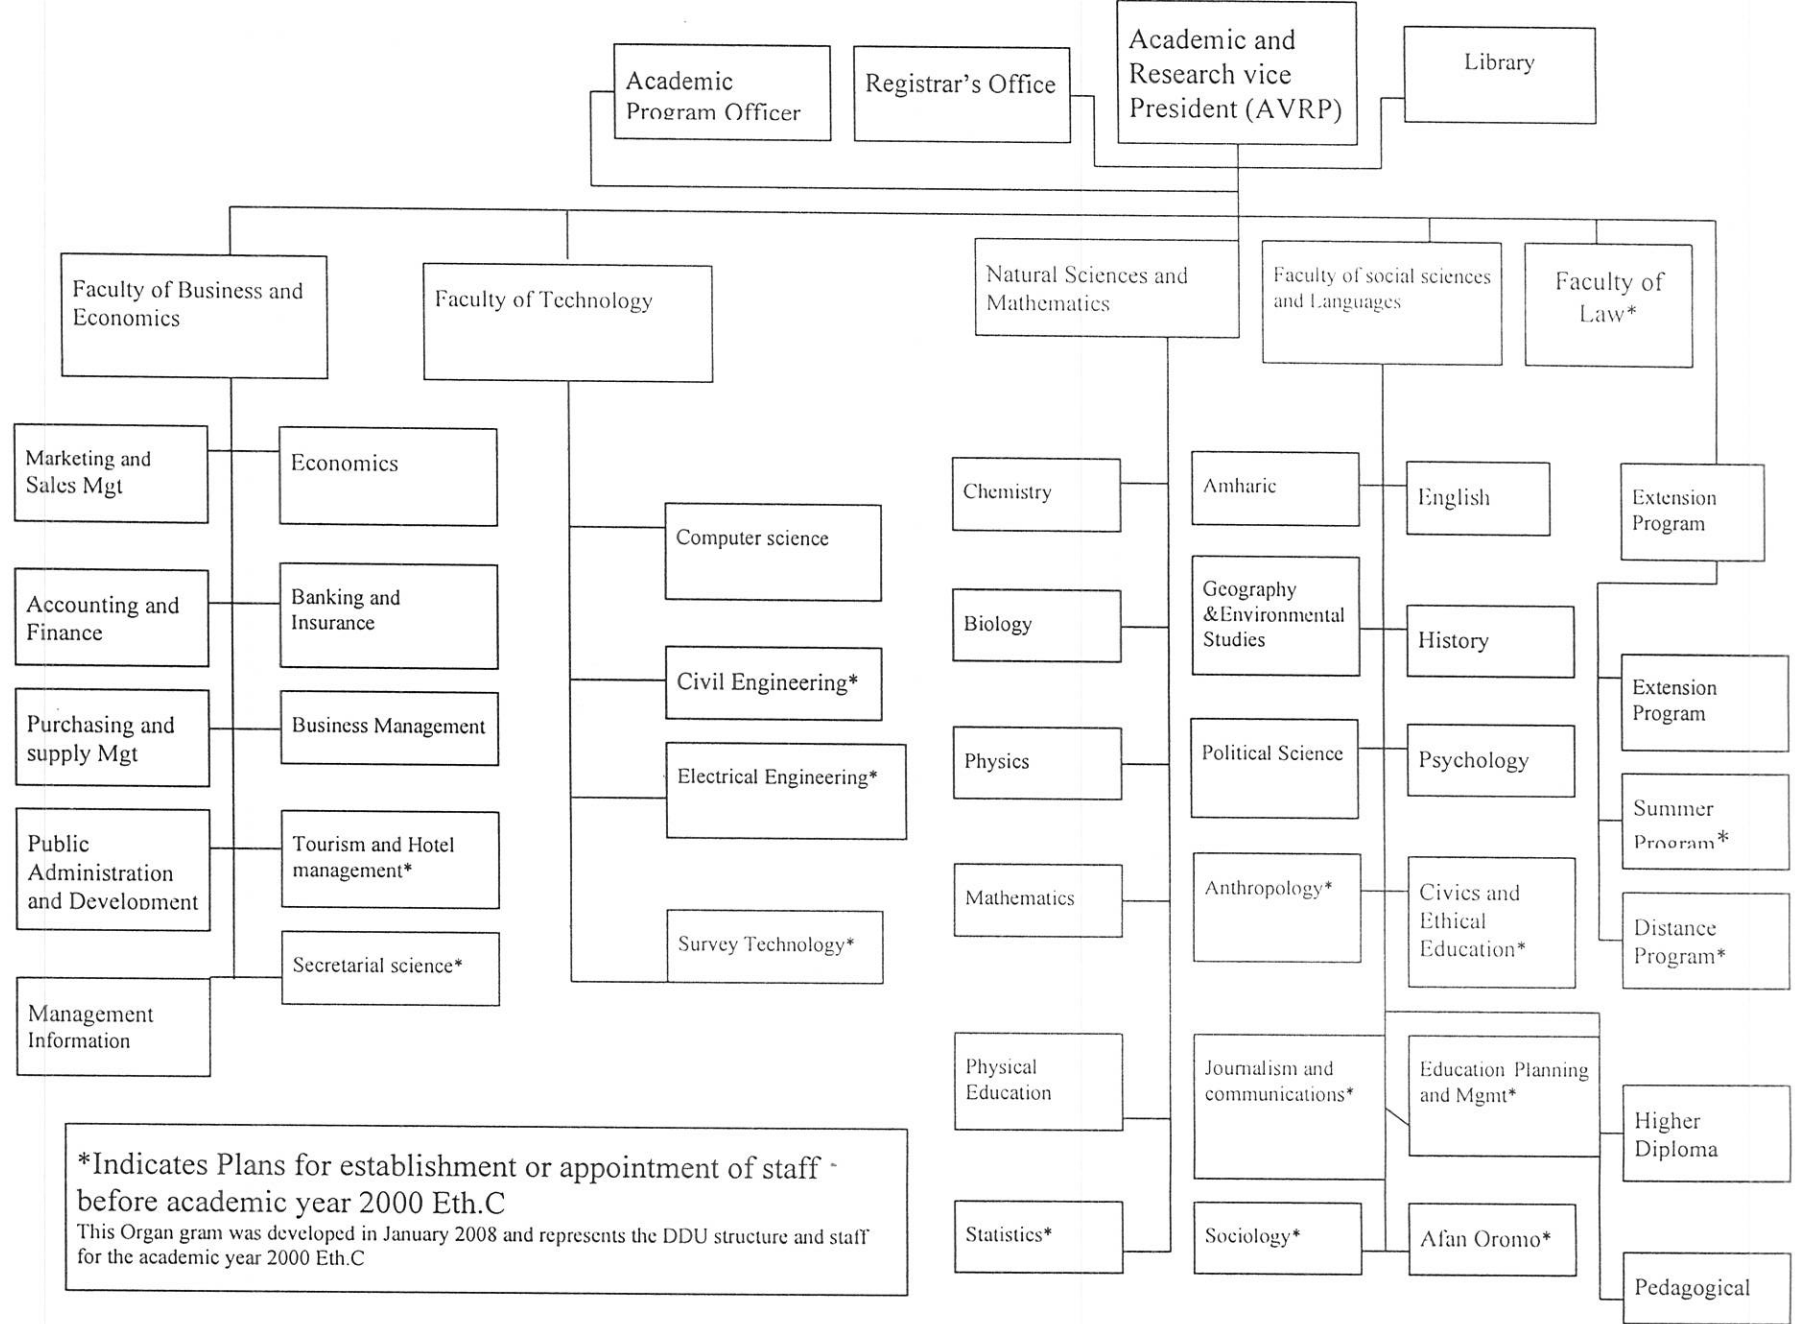 Academic
Program Officer
Registrar's Office
Academic and
Research vice
President (AVRP)
Library
Faculty of Business and
Economics
Faculty of Technology
Natural Sciences and
Mathematics
Faculty of social sciences
and Languages
Faculty of
Law*
Marketing and
Sales Mgt
Economics
Accounting and
Finance
Banking and
Insurance
Purchasing and
supply Mgt
Business Management
Public
Administration
and Development
Tourism and Hotel
management*
Secretarial science*
Management
Information
Computer science
Civil Engineering*
Electrical Engineering*
Survey Technology*
Chemistry
Biology
Physics
Mathematics
Physical
Education
Statistics*
Amharic
English
Geography
&Environmental
Studies
History
Political Science
Psychology
Anthropology*
Civics and
Ethical
Education*
Journalism and
communications*
Education Planning
and Mgmt*
Sociology*
Afan Oromo*
Extension
Program
Extension
Program
Summer
Program*
Distance
Program*
Higher
Diploma
Pedagogical
*Indicates Plans for establishment or appointment of staff -
before academic year 2000 Eth.C
This Organ gram was developed in January 2008 and represents the DDU structure and staff
for the academic year 2000 Eth.C